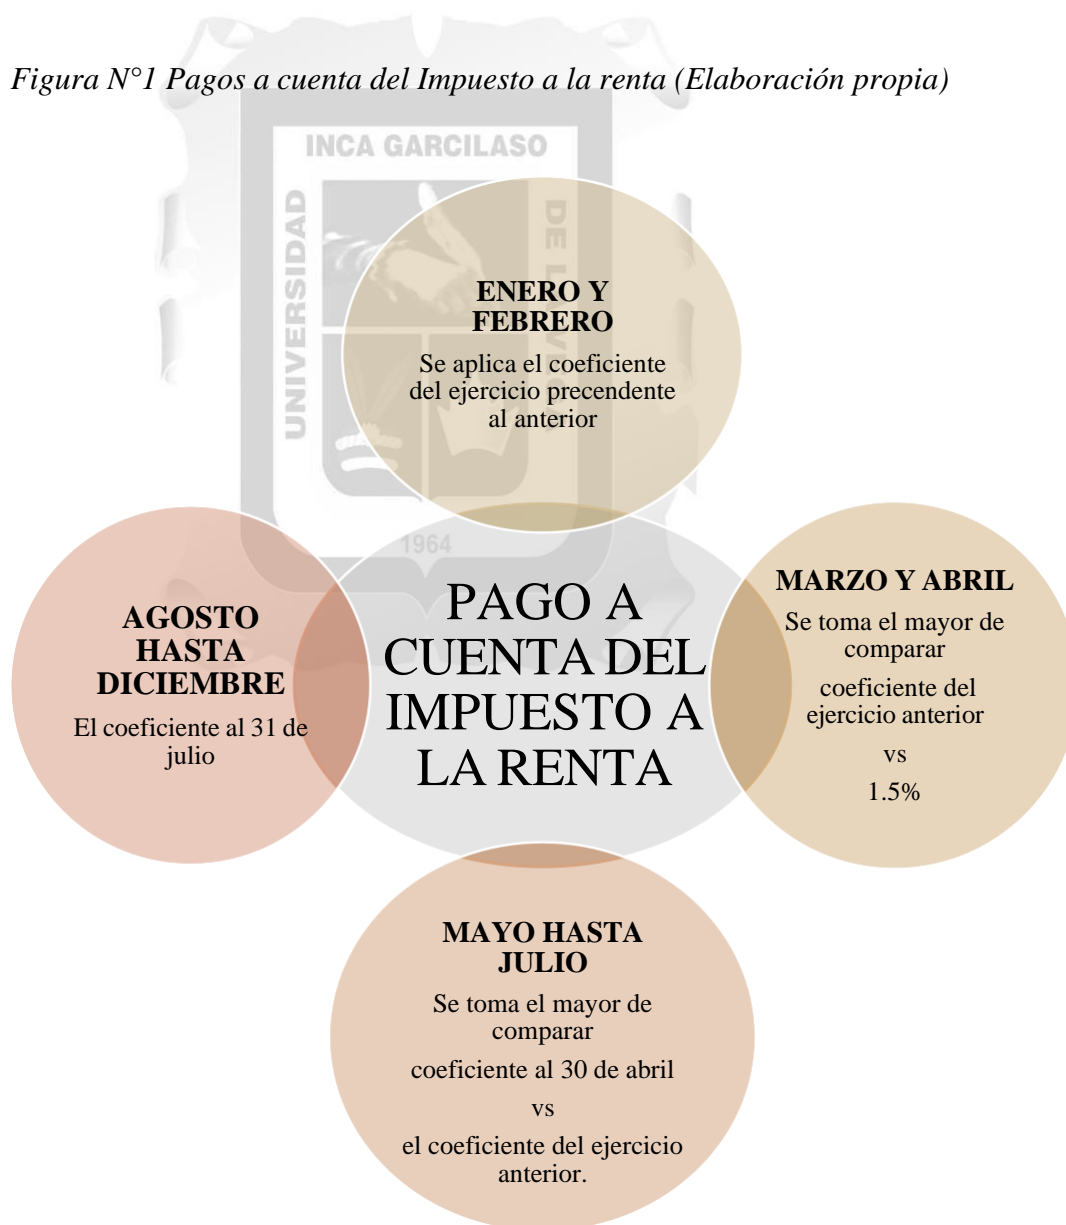 Figura N°1 Pagos a cuenta del Impuesto a la renta (Elaboración propia)
INCA GARCILASO
UNIVERSIDAD
DE LA VEGA
1964
ENERO Y
FEBRERO
Se aplica el coeficiente
del ejercicio precendente
al anterior
PAGO A
CUENTA DEL
IMPUESTO A
LA RENTA
MARZO Y ABRIL
Se toma el mayor de
comparar
coeficiente del
ejercicio anterior
vs
1.5%
MAYO HASTA
JULIO
Se toma el mayor de
comparar
coeficiente al 30 de abril
vs
el coeficiente del ejercicio
anterior.
AGOSTO
HASTA
DICIEMBRE
El coeficiente al 31 de
julio